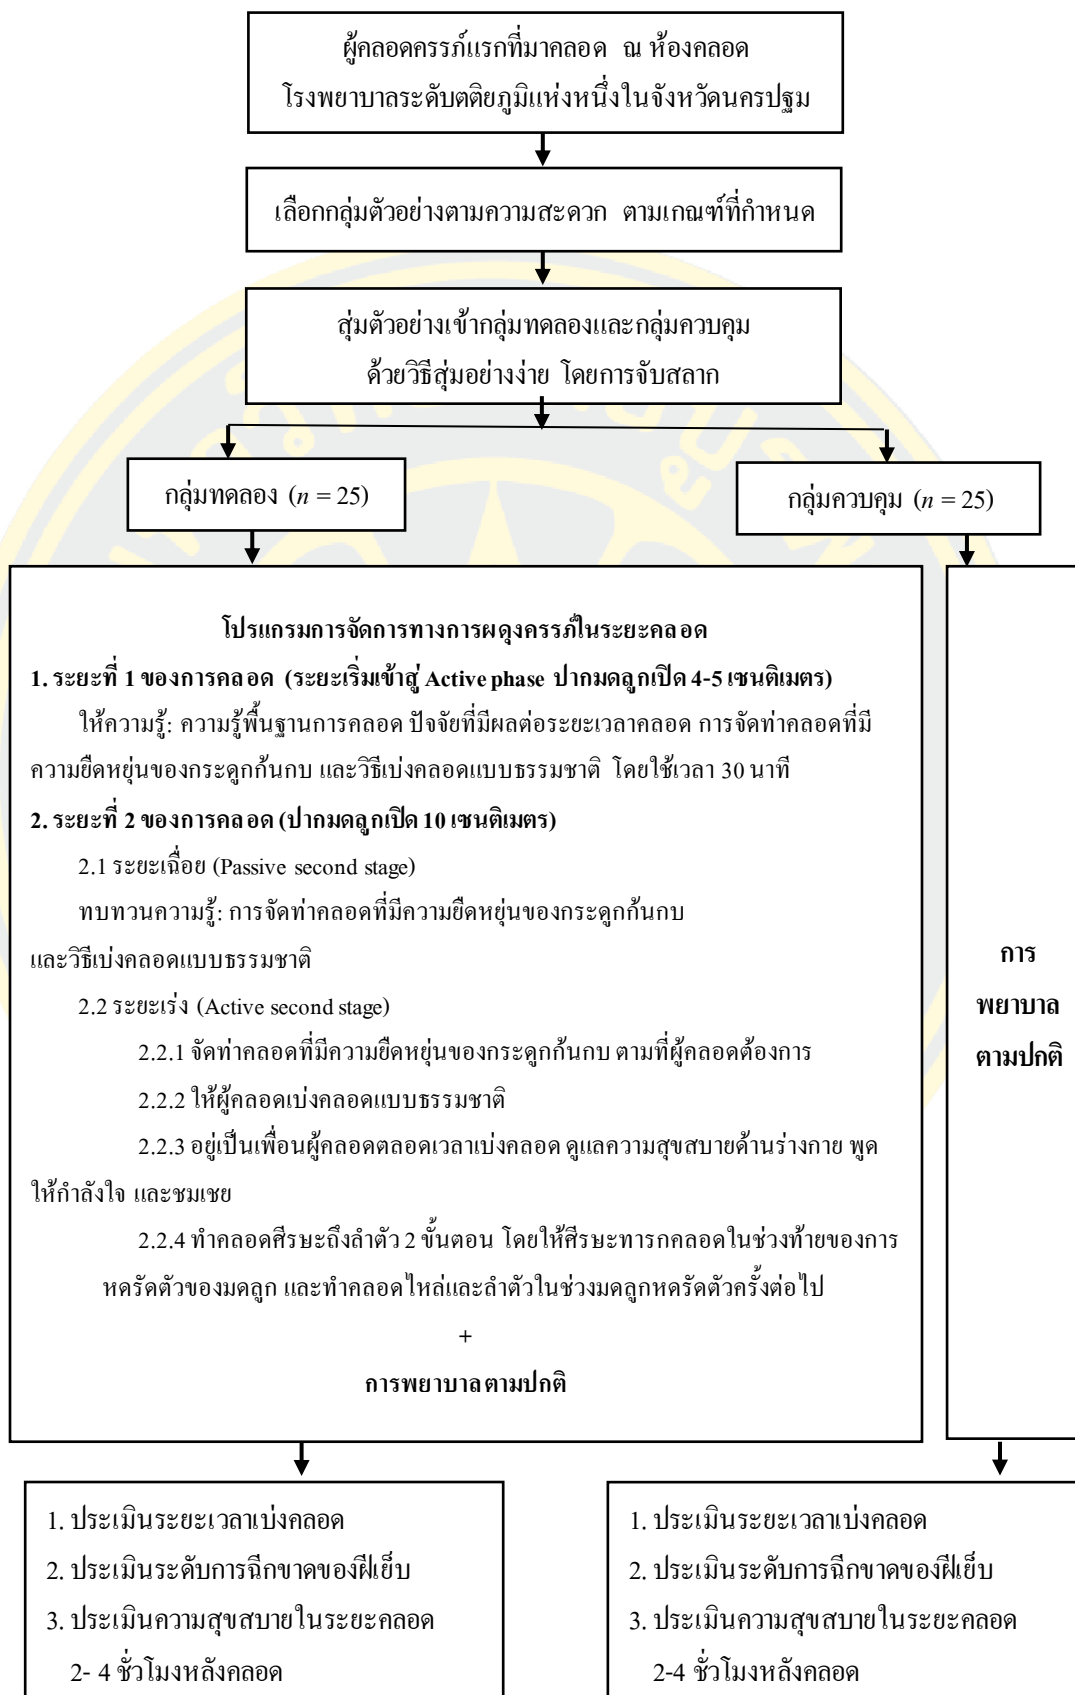 ผู้คลอดครรภ์แรกที่มาคลอด ณ ห้องคลอด
โรงพยาบาลระดับตติยภูมิแห่งหนึ่งในจังหวัดนครปฐม
เลือกกลุ่มตัวอย่างตามความสะดวก ตามเกณฑ์ที่กำหนด
สุ่มตัวอย่างเข้ากลุ่มทดลองและกลุ่มควบคุม
ด้วยวิธีสุ่มอย่างง่าย โดยการจับสลาก
กลุ่มทดลอง (n = 25)
กลุ่มควบคุม (n = 25)
โปรแกรมการจัดการทางการผดุงครรภ์ในระยะคลอด
1. ระยะที่ 1 ของการคลอด (ระยะเริ่มเข้าสู่ Active phase ปากมดลูกเปิด 4-5 เซนติเมตร)
ให้ความรู้: ความรู้พื้นฐานการคลอด ปัจจัยที่มีผลต่อระยะเวลาคลอด การจัดท่าคลอดที่มี
ความยืดหยุ่นของกระดูกก้นกบ และวิธีเบ่งคลอดแบบธรรมชาติ โดยใช้เวลา 30 นาที
2. ระยะที่ 2 ของการคลอด (ปากมดลูกเปิด 10 เซนติเมตร)
2.1 ระยะเฉื่อย (Passive second stage)
ทบทวนความรู้: การจัดท่าคลอดที่มีความยืดหยุ่นของกระดูกก้นกบ
และวิธีเบ่งคลอดแบบธรรมชาติ
2.2 ระยะเร่ง (Active second stage)
2.2.1 จัดท่าคลอดที่มีความยืดหยุ่นของกระดูกก้นกบ ตามที่ผู้คลอดต้องการ
2.2.2 ให้ผู้คลอดเบ่งคลอดแบบธรรมชาติ
2.2.3 อยู่เป็นเพื่อนผู้คลอดตลอดเวลาเบ่งคลอด ดูแลความสุขสบายด้านร่างกาย พูด
ให้กำลังใจ และชมเชย
2.2.4 ทำคลอดศีรษะถึงลำตัว 2 ขั้นตอน โดยให้ศีรษะทารกคลอดในช่วงท้ายของการ
หดรัดตัวของมดลูก และทำคลอดไหล่และลำตัวในช่วงมดลูกหดรัดตัวครั้งต่อไป
+
การพยาบาลตามปกติ
การ
พยาบาล
ตามปกติ
1. ประเมินระยะเวลาเบ่งคลอด
2. ประเมินระดับการฉีกขาดของฝีเย็บ
3. ประเมินความสุขสบายในระยะคลอด
2- 4 ชั่วโมงหลังคลอด
1. ประเมินระยะเวลาเบ่งคลอด
2. ประเมินระดับการฉีกขาดของฝีเย็บ
3. ประเมินความสุขสบายในระยะคลอด
2-4 ชั่วโมงหลังคลอด